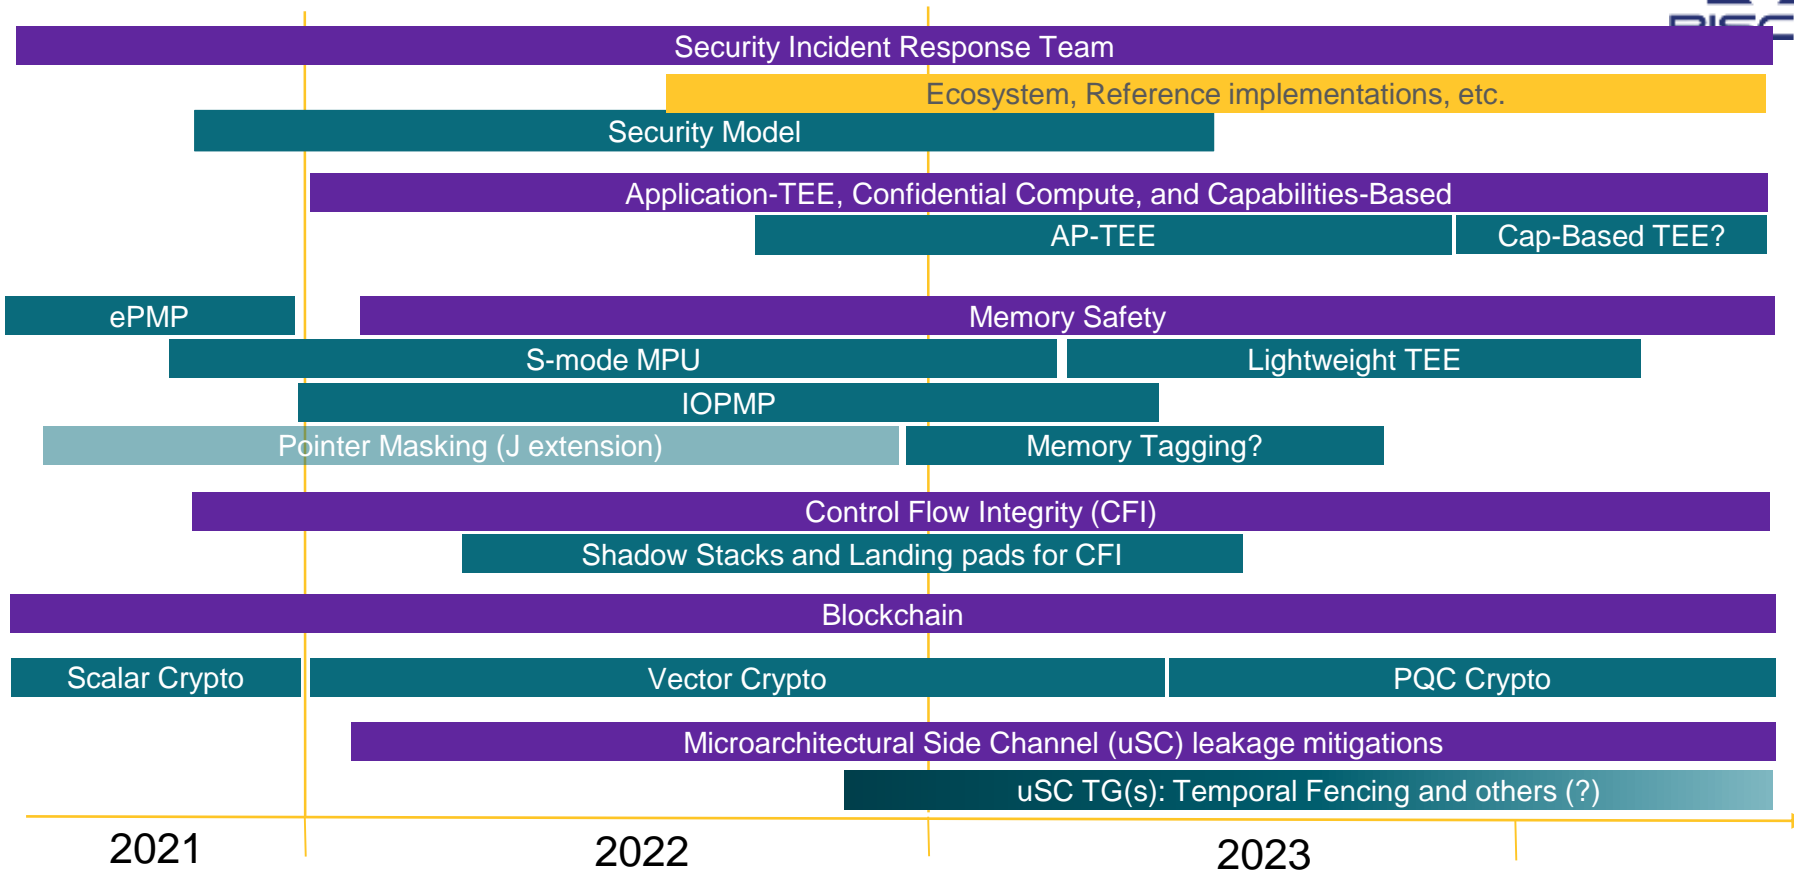 Security Incident Response Team
Ecosystem, Reference implementations, etc.
Security Model
Application-TEE, Confidential Compute, and Capabilities-Based
AP-TEE
Cap-Based TEE?
ePMP
Memory Safety
S-mode MPU
Lightweight TEE
IOPMP
Pointer Masking (J extension)
Memory Tagging?
Control Flow Integrity (CFI)
Shadow Stacks and Landing pads for CFI
Blockchain
Scalar Crypto
Vector Crypto
PQC Crypto
Microarchitectural Side Channel (uSC) leakage mitigations
uSC TG(s): Temporal Fencing and others (?)
2021
2022
2023